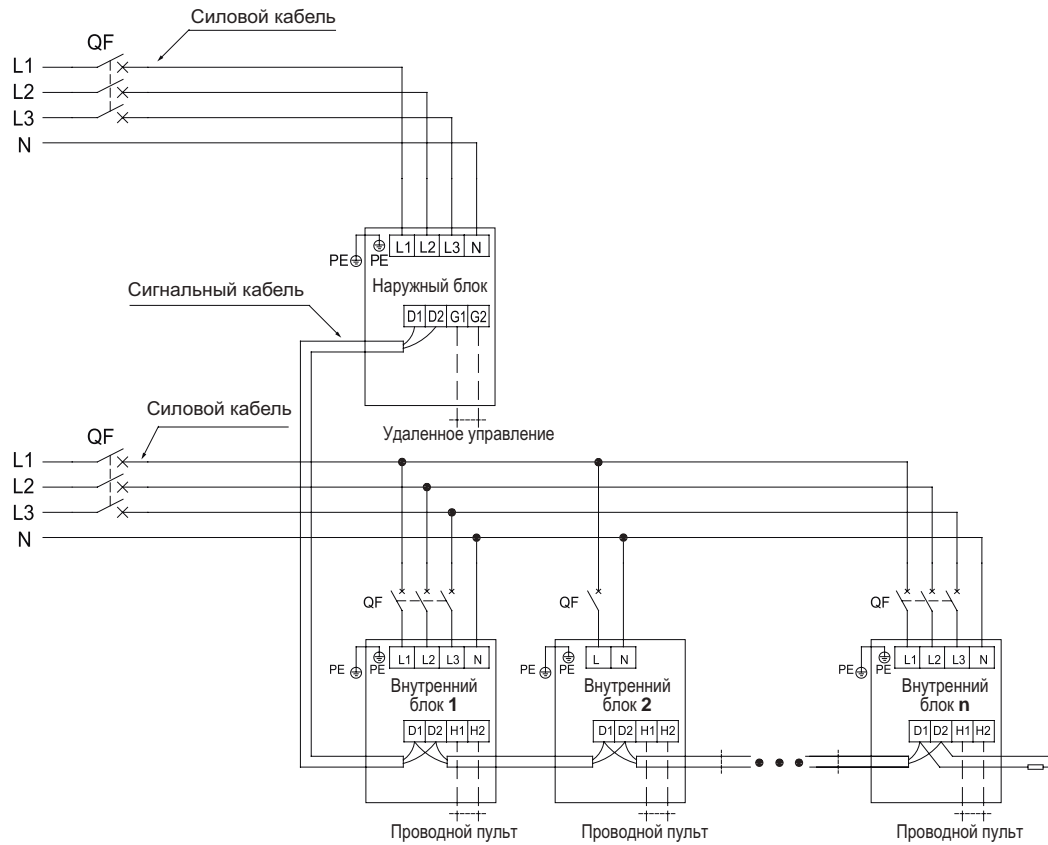 Силовой кабель
QF
L1
L2
L3
N
L1 L2 L3 N
PE PE
Наружный блок
Сигнальный кабель
D1 D2 G1 G2
Удаленное управление
Силовой кабель
QF
L1
L2
L3
N
QF QF QF
L1 L2 L3 N L N L1 L2 L3 N
PE PE PE PE PE PE
Внутренний Внутренний Внутренний
блок 1 блок 2 блок n
D1 D2 H1 H2 D1 D2 H1 H2 D1 D2 H1 H2
Проводной пульт Проводной пульт Проводной пульт